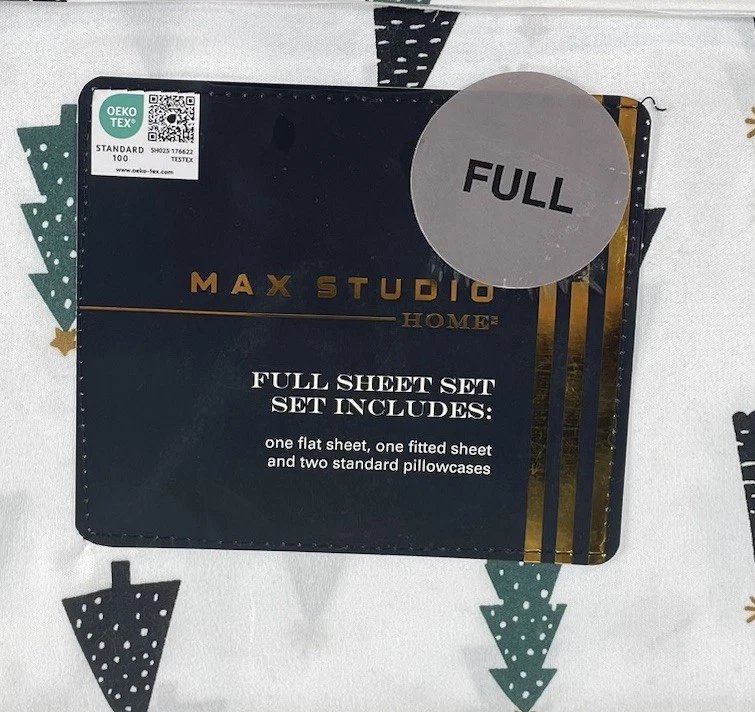 OEKO
TEX®
STANDARD
100
SH025 176622
TESTEX
www.oeko-tex.com
FULL
MAX STUDIO
HOME
FULL SHEET SET
SET INCLUDES:
one flat sheet, one fitted sheet
and two standard pillowcases